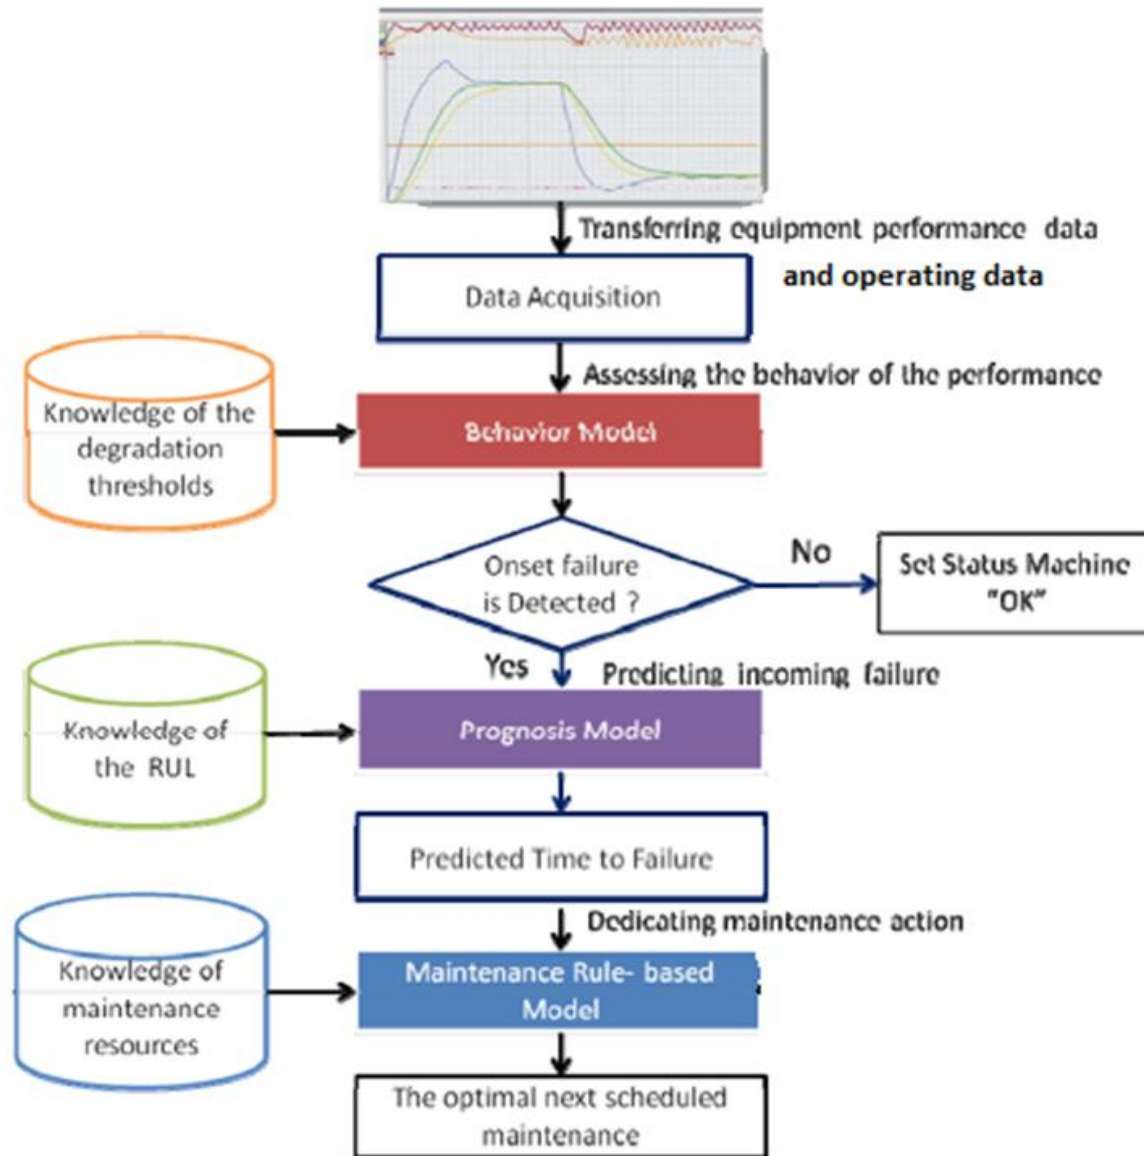 Transferring equipment performance data
and operating data
Data Acquisition
Assessing the behavior of the performance
Knowledge of the
degradation
thresholds
Behavior Model
Onset failure
is Detected ?
No
Set Status Machine
"OK"
Yes
Predicting incoming failure
Knowledge of
the RUL
Prognosis Model
Predicted Time to Failure
Dedicating maintenance action
Knowledge of
maintenance
resources
Maintenance Rule- based
Model
The optimal next scheduled
maintenance